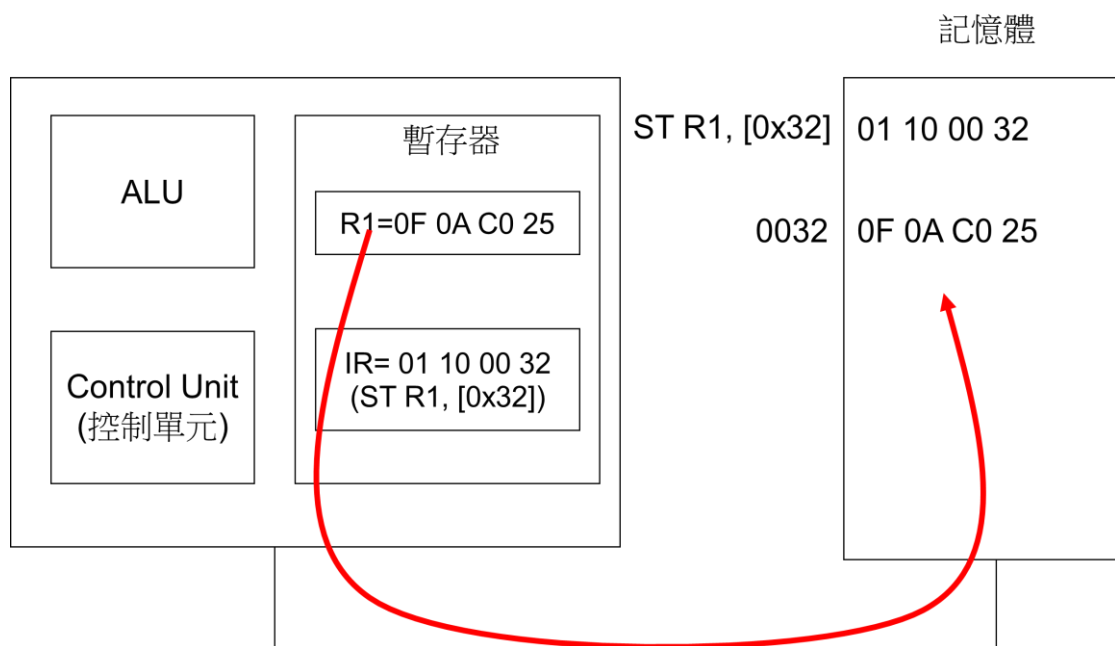 記憶體
ALU
Control Unit
(控制單元)
暫存器
R1=0F 0A C0 25
IR= 01 10 00 32
(ST R1, [0x32])
ST R1, [0x32] 01 10 00 32
0032 0F 0A C0 25